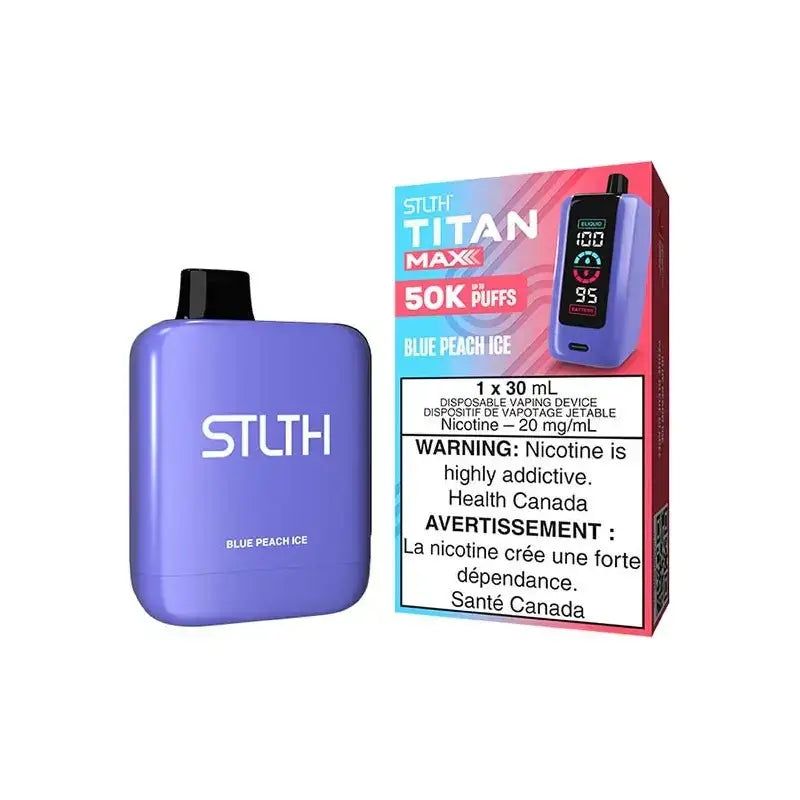 STLTH
BLUE PEACH ICE
STLTH
TITAN
MAX
50K UP TO PUFFS
BLUE PEACH ICE
ELIQUID
100
95
BATTERY
1 x 30 mL
DISPOSABLE VAPING DEVICE
DISPOSITIF DE VAPOTAGE JETABLE
Nicotine – 20 mg/mL
WARNING: Nicotine is
highly addictive.
Health Canada
AVERTISSEMENT :
La nicotine crée une forte
dépendance.
Santé Canada